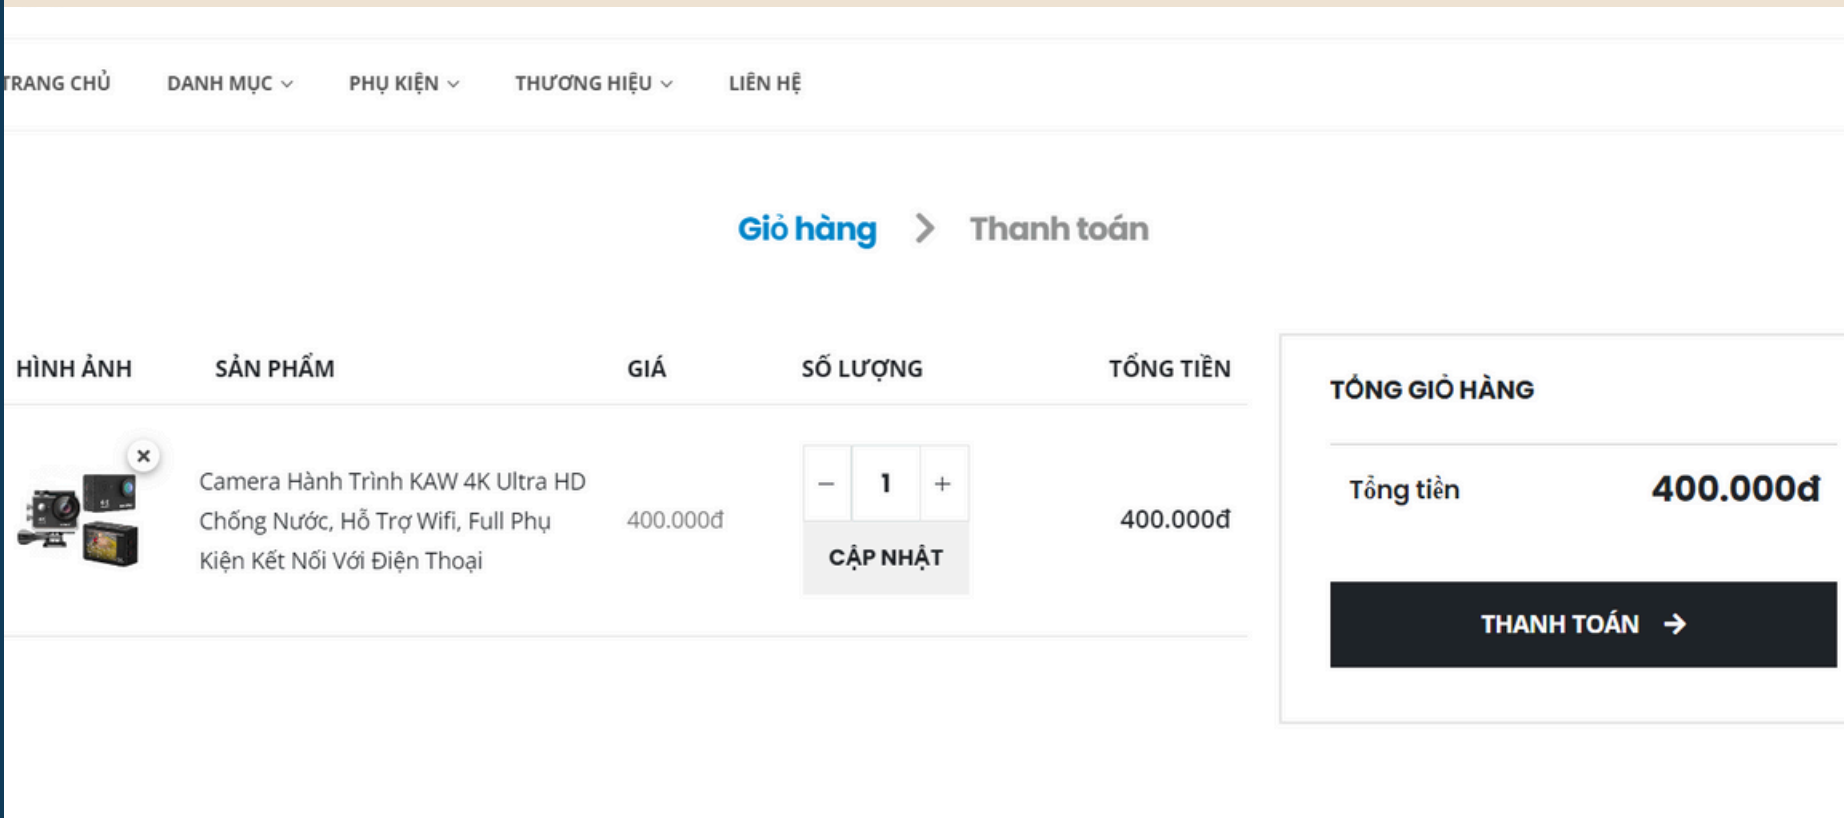 TRANG CHỦ DANH MỤC PHỤ KIỆN THƯƠNG HIỆU LIÊN HỆ
Giỏ hàng Thanh toán
HÌNH ẢNH SẢN PHẨM GIÁ SỐ LƯỢNG TỔNG TIỀN
Camera Hành Trình KAW 4K Ultra HD
Chống Nước, Hỗ Trợ Wifi, Full Phụ
Kiện Kết Nối Với Điện Thoại
400.000đ
− 1 +
CẬP NHẬT
400.000đ
TỔNG GIỎ HÀNG
Tổng tiền 400.000đ
THANH TOÁN →